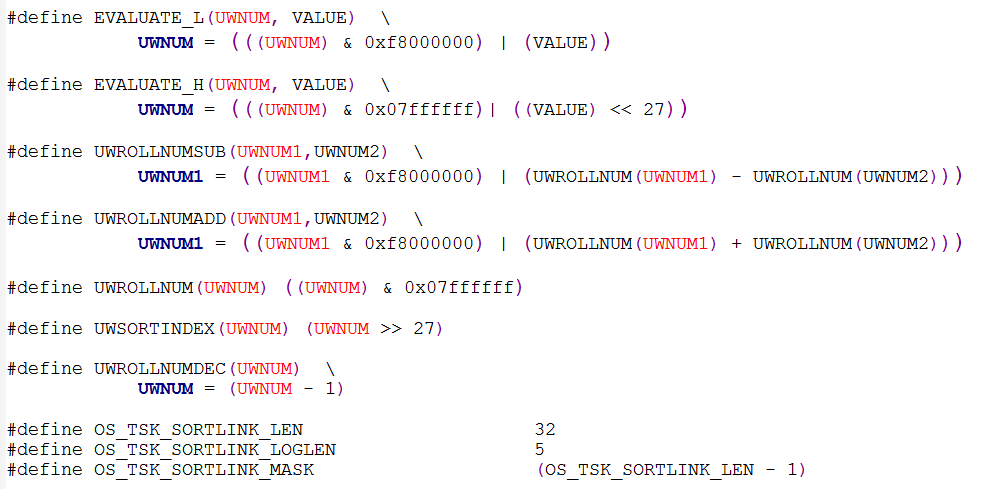 #define EVALUATE_L(UWNUM, VALUE)  \
UWNUM = (((UWNUM) & 0xf8000000) | (VALUE))
#define EVALUATE_H(UWNUM, VALUE)  \
UWNUM = (((UWNUM) & 0x07ffffff)| ((VALUE) << 27))
#define UWROLLNUMSUB(UWNUM1,UWNUM2)  \
UWNUM1 = ((UWNUM1 & 0xf8000000) | (UWROLLNUM(UWNUM1) - UWROLLNUM(UWNUM2)))
#define UWROLLNUMADD(UWNUM1,UWNUM2)  \
UWNUM1 = ((UWNUM1 & 0xf8000000) | (UWROLLNUM(UWNUM1) + UWROLLNUM(UWNUM2)))
#define UWROLLNUM(UWNUM) ((UWNUM) & 0x07ffffff)
#define UWSORTINDEX(UWNUM) (UWNUM >> 27)
#define UWROLLNUMDEC(UWNUM)  \
UWNUM = (UWNUM - 1)
#define OS_TSK_SORTLINK_LEN 32
#define OS_TSK_SORTLINK_LOGLEN 5
#define OS_TSK_SORTLINK_MASK (OS_TSK_SORTLINK_LEN - 1)